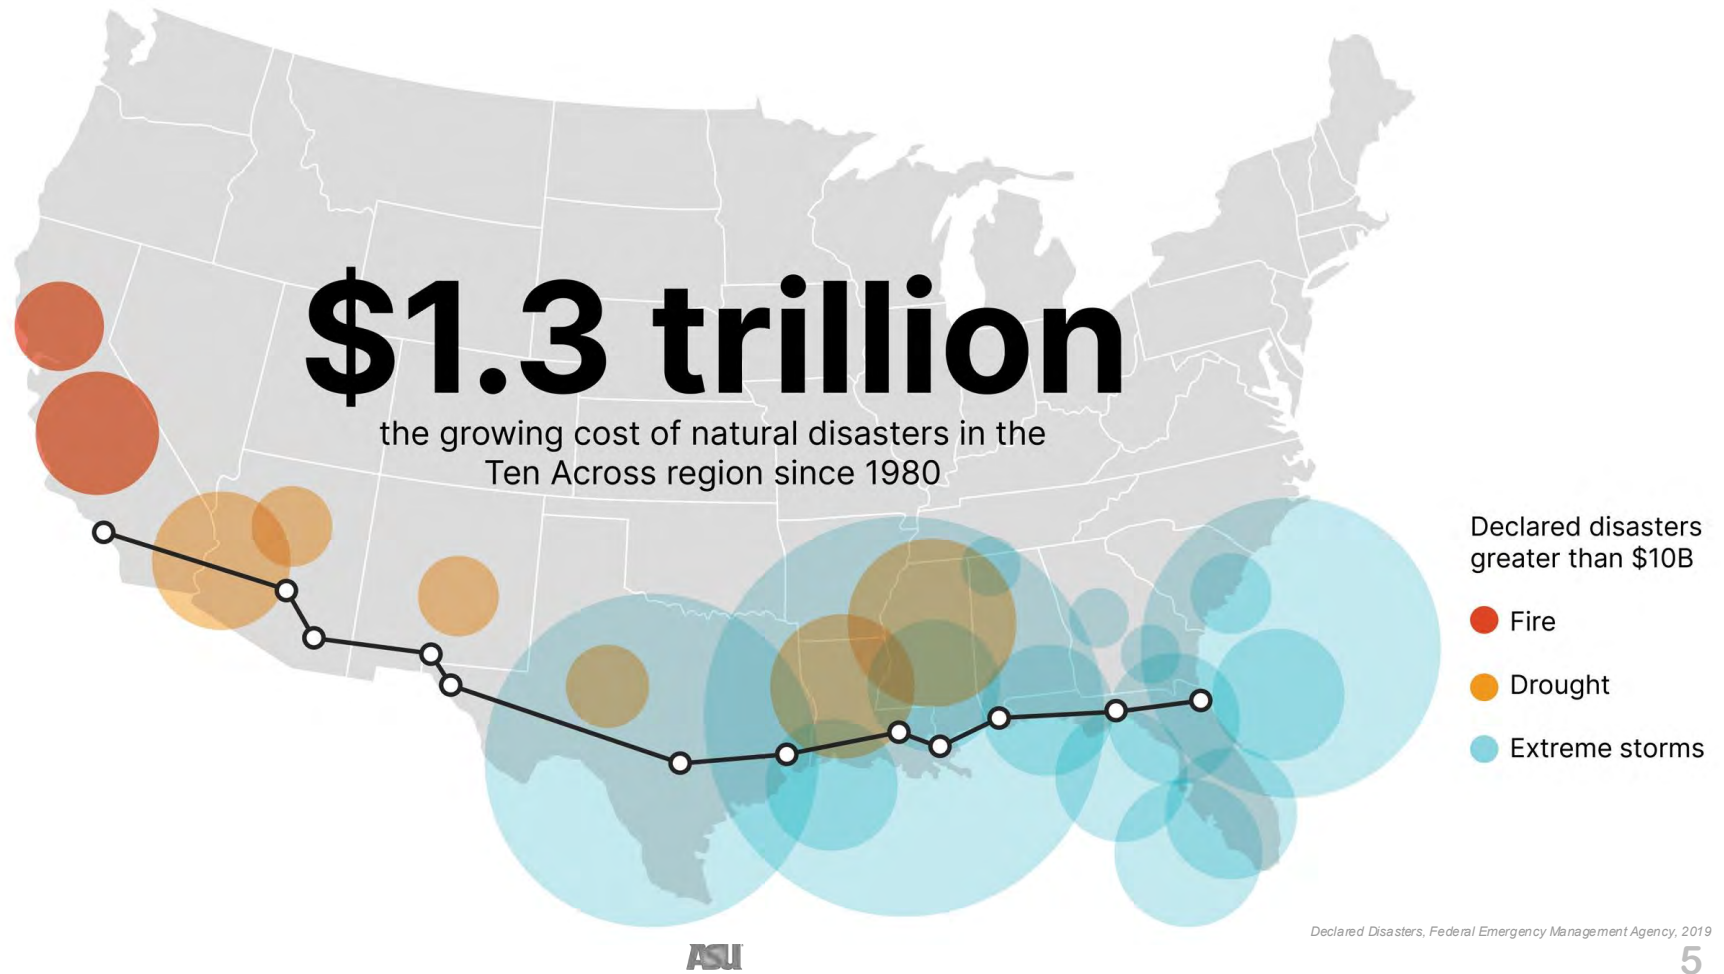 $1.3 trillion
the growing cost of natural disasters in the
Ten Across region since 1980
Declared disasters
greater than $10B
Fire
Drought
Extreme storms
Declared Disasters, Federal Emergency Management Agency, 2019
ASU
5